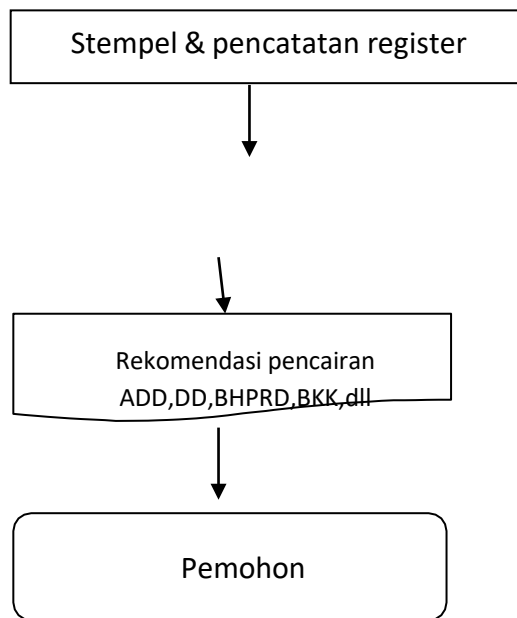 Stempel & pencatatan register
Rekomendasi pencairan
ADD,DD,BHPRD,BKK,dll
Pemohon